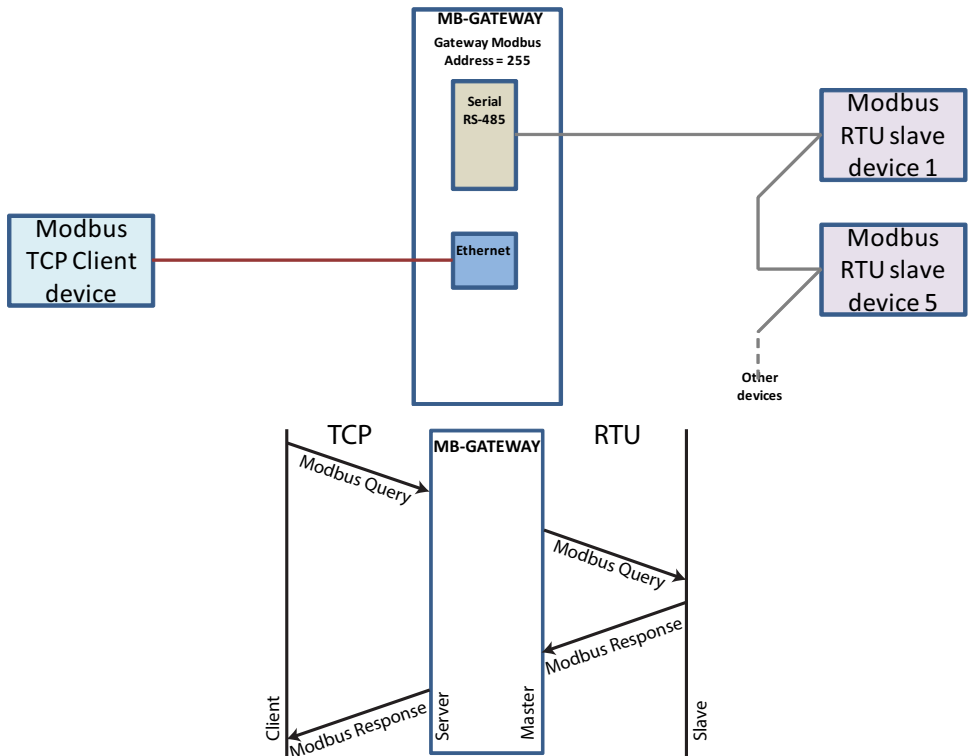 MB-GATEWAY
Gateway Modbus
Address = 255
Serial
RS-485
Modbus
RTU slave
device 1
Modbus
TCP Client
device
Ethernet
Modbus
RTU slave
device 5
Other
devices
TCP
MB-GATEWAY
RTU
Modbus Query
Modbus Query
Modbus Response
Modbus Response
Client
Server
Master
Slave